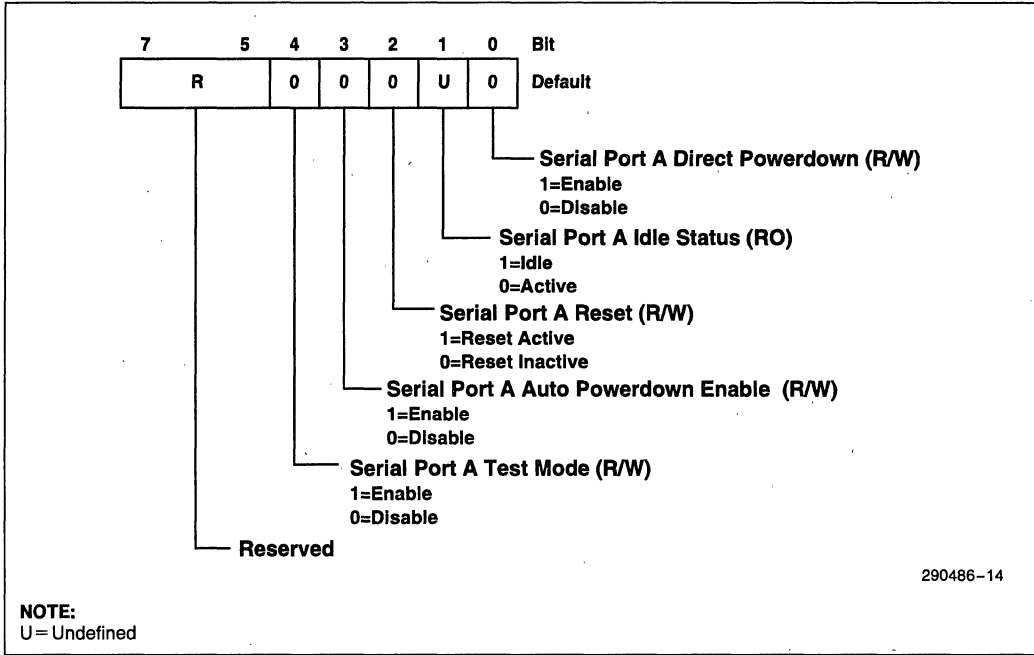 7 5 4 3 2 1 0 Bit
R 0 0 0 U 0 Default
Serial Port A Direct Powerdown (R/W)
1=Enable
0=Disable
Serial Port A Idle Status (RO)
1=Idle
0=Active
Serial Port A Reset (R/W)
1=Reset Active
0=Reset Inactive
Serial Port A Auto Powerdown Enable (R/W)
1=Enable
0=Disable
Serial Port A Test Mode (R/W)
1=Enable
0=Disable
Reserved
290486–14
NOTE:
U=Undefined